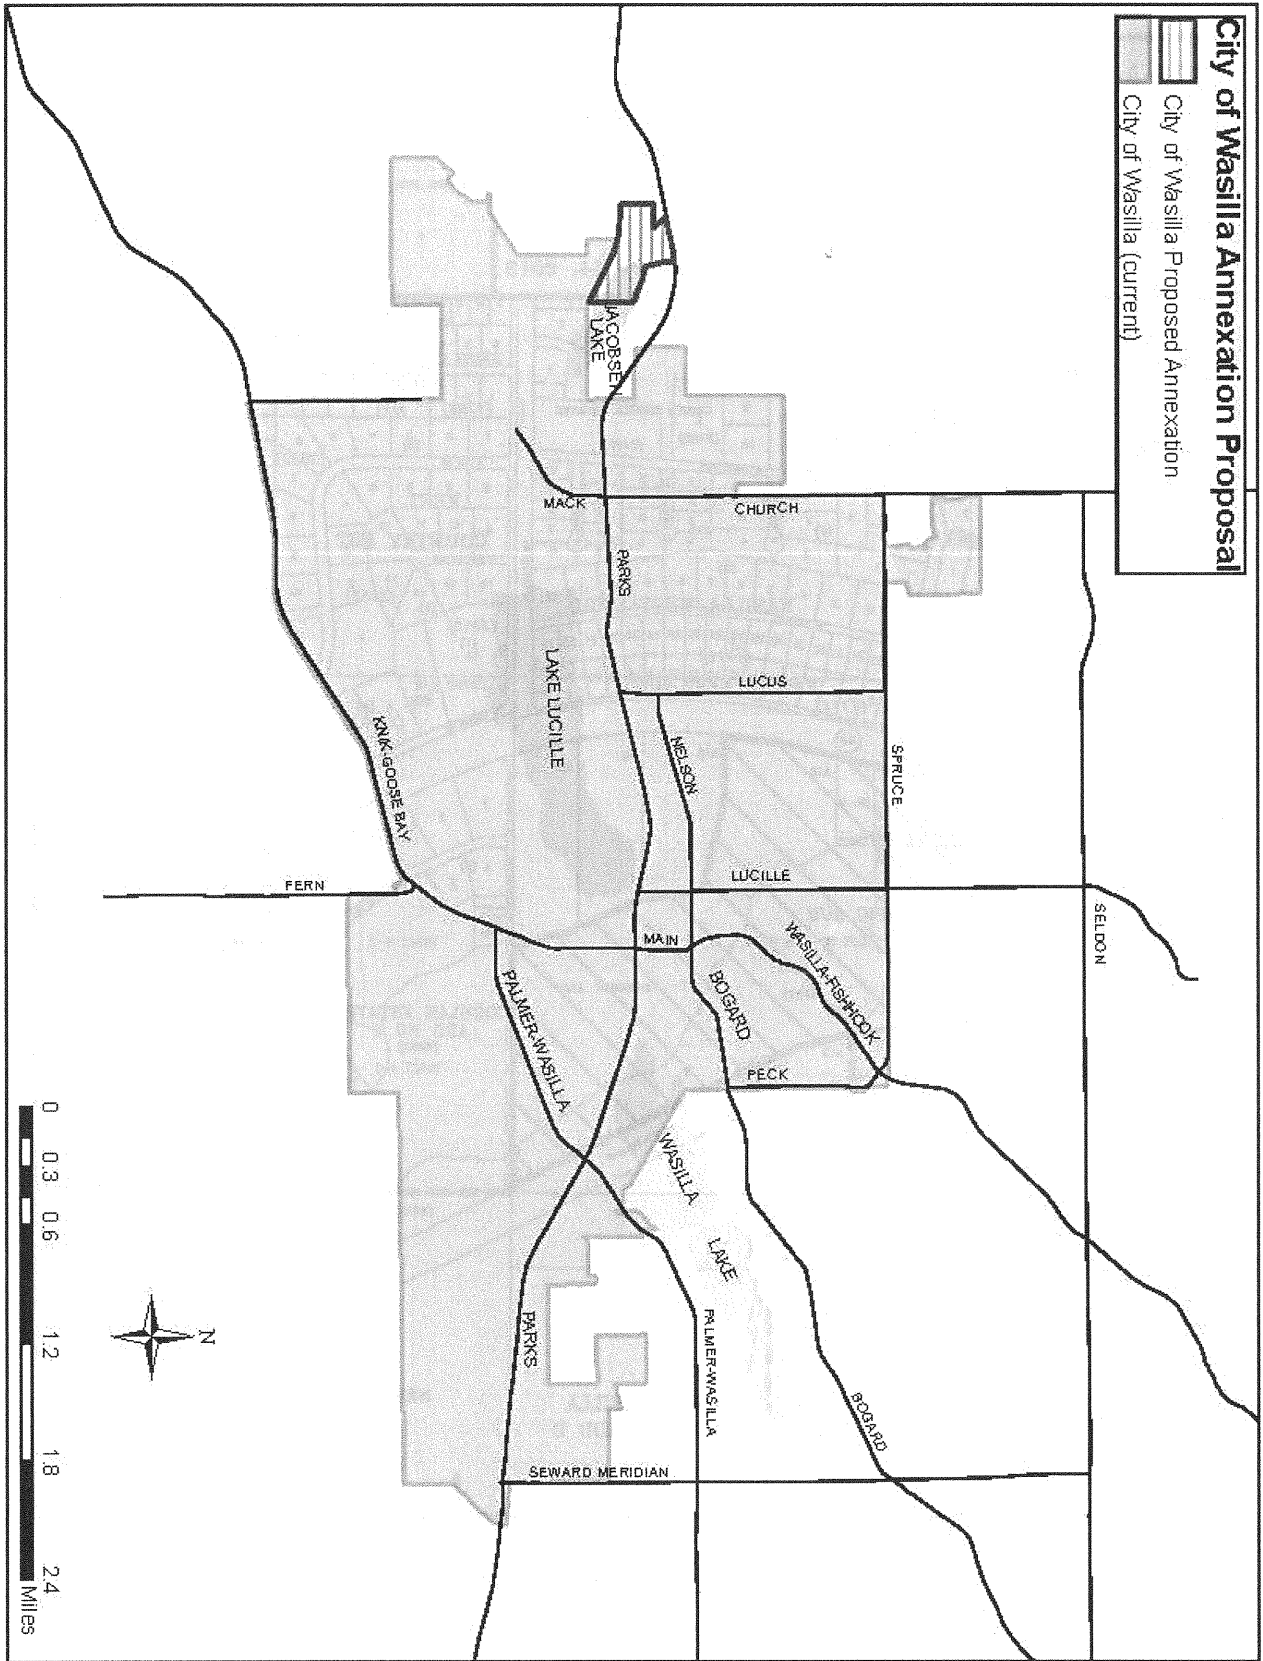 City of Wasilla Annexation Proposal
City of Wasilla Proposed Annexation
City of Wasilla (current)
JACOBSEN
LAKE
MACK
CHURCH
PARKS
LAKE LUCILLE
LUCUS
NELSON
SPRUCE
KNIK-GOOSE BAY
FERN
LUCILLE
SELDON
MAIN
WASILLA-FISHHOOK
BOGARD
PALMER-WASILLA
PECK
WASILLA
LAKE
PARKS
PALMER-WASILLA
BOGARD
SEWARD MERIDIAN
N
0 0.3 0.6 1.2 1.8 2.4
Miles